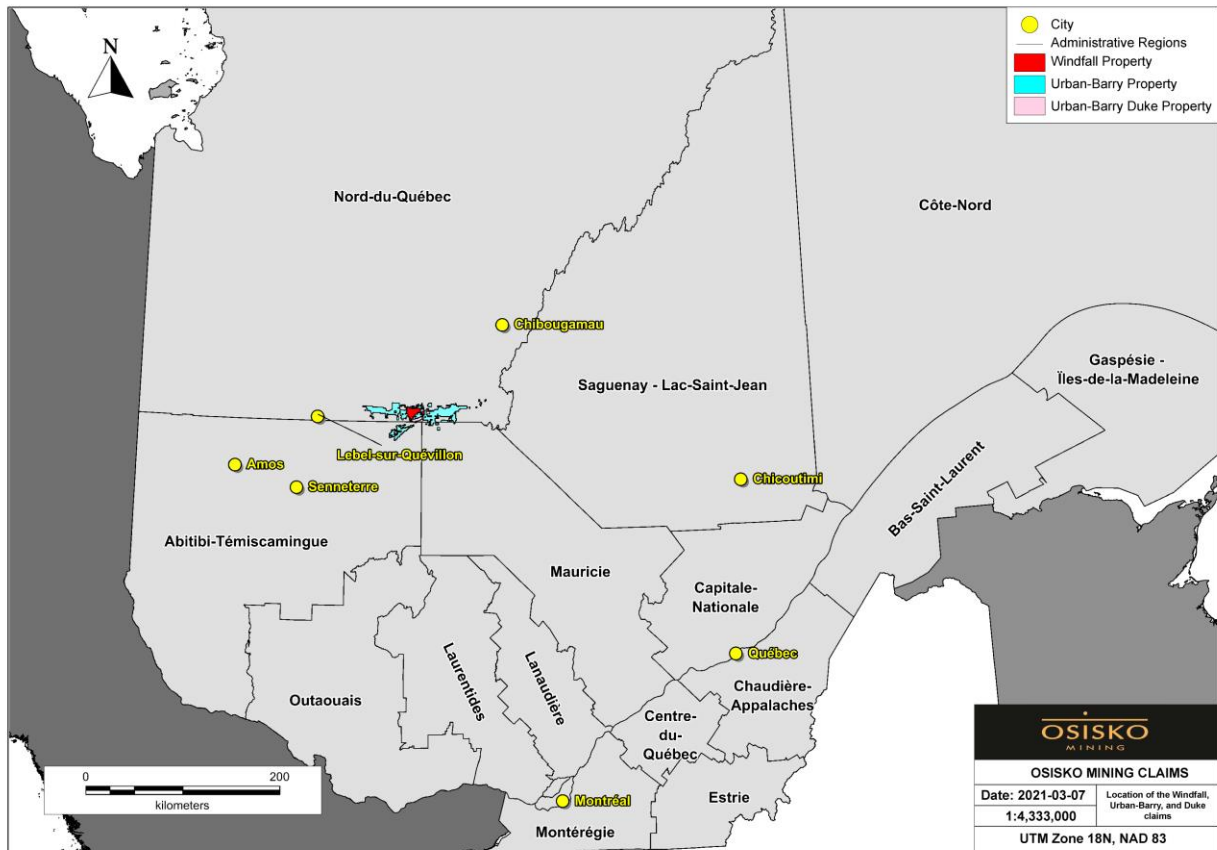 N
City
Administrative Regions
Windfall Property
Urban-Barry Property
Urban-Barry Duke Property
Nord-du-Québec
Côte-Nord
Chibougamau
Gaspésie -
Îles-de-la-Madeleine
Saguenay - Lac-Saint-Jean
Lebel-sur-Quévillon
Amos
Senneterre
Chicoutimi
Bas-Saint-Laurent
Abitibi-Témiscamingue
Mauricie
Capitale-
Nationale
Québec
Chaudière-
Appalaches
Laurentides
Lanaudière
Outaouais
Centre-
du-
Québec
Estrie
Montréal
Montérégie
0 200
kilometers
OSISKO
MINING
OSISKO MINING CLAIMS
Date: 2021-03-07
1:4,333,000
Location of the Windfall,
Urban-Barry, and Duke
claims
UTM Zone 18N, NAD 83